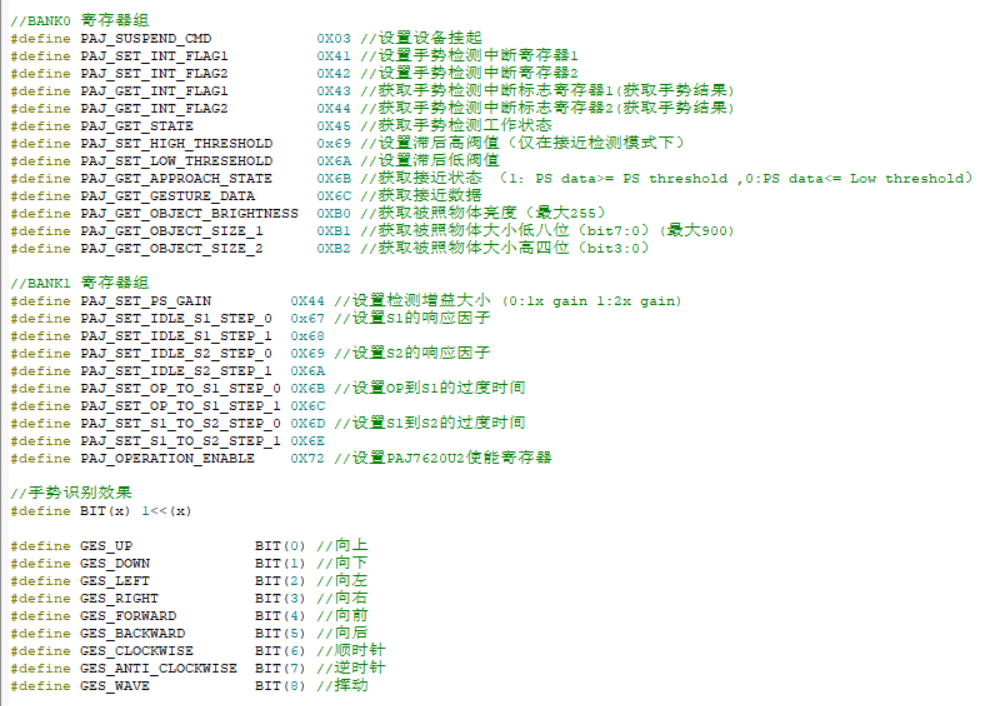 //BANK0 寄存器组
#define PAJ_SUSPEND_CMD 0X03 //设置设备挂起
#define PAJ_SET_INT_FLAG1 0X41 //设置手势检测中断寄存器1
#define PAJ_SET_INT_FLAG2 0X42 //设置手势检测中断寄存器2
#define PAJ_GET_INT_FLAG1 0X43 //获取手势检测中断标志寄存器1(获取手势结果)
#define PAJ_GET_INT_FLAG2 0X44 //获取手势检测中断标志寄存器2(获取手势结果)
#define PAJ_GET_STATE 0X45 //获取手势检测工作状态
#define PAJ_SET_HIGH_THRESHOLD 0x69 //设置滞后高阀值（仅在接近检测模式下）
#define PAJ_SET_LOW_THRESEHOLD 0X6A //设置滞后低阀值
#define PAJ_GET_APPROACH_STATE 0X6B //获取接近状态 （1: PS data>= PS threshold ,0:PS data<= Low threshold）
#define PAJ_GET_GESTURE_DATA 0X6C //获取接近数据
#define PAJ_GET_OBJECT_BRIGHTNESS 0XB0 //获取被照物体亮度（最大255）
#define PAJ_GET_OBJECT_SIZE_1 0XB1 //获取被照物体大小低八位（bit7:0）(最大900)
#define PAJ_GET_OBJECT_SIZE_2 0XB2 //获取被照物体大小高四位（bit3:0）
//BANK1 寄存器组
#define PAJ_SET_PS_GAIN 0X44 //设置检测增益大小 (0:1x gain 1:2x gain)
#define PAJ_SET_IDLE_S1_STEP_0 0x67 //设置S1的响应因子
#define PAJ_SET_IDLE_S1_STEP_1 0x68
#define PAJ_SET_IDLE_S2_STEP_0 0X69 //设置S2的响应因子
#define PAJ_SET_IDLE_S2_STEP_1 0X6A
#define PAJ_SET_OP_TO_S1_STEP_0 0X6B //设置OP到S1的过度时间
#define PAJ_SET_OP_TO_S1_STEP_1 0X6C
#define PAJ_SET_S1_TO_S2_STEP_0 0X6D //设置S1到S2的过度时间
#define PAJ_SET_S1_TO_S2_STEP_1 0X6E
#define PAJ_OPERATION_ENABLE 0X72 //设置PAJ7620U2使能寄存器
//手势识别效果
#define BIT(x) 1<<(x)
#define GES_UP BIT(0) //向上
#define GES_DOWN BIT(1) //向下
#define GES_LEFT BIT(2) //向左
#define GES_RIGHT BIT(3) //向右
#define GES_FORWARD BIT(4) //向前
#define GES_BACKWARD BIT(5) //向后
#define GES_CLOCKWISE BIT(6) //顺时针
#define GES_ANTI_CLOCKWISE BIT(7) //逆时针
#define GES_WAVE BIT(8) //挥动